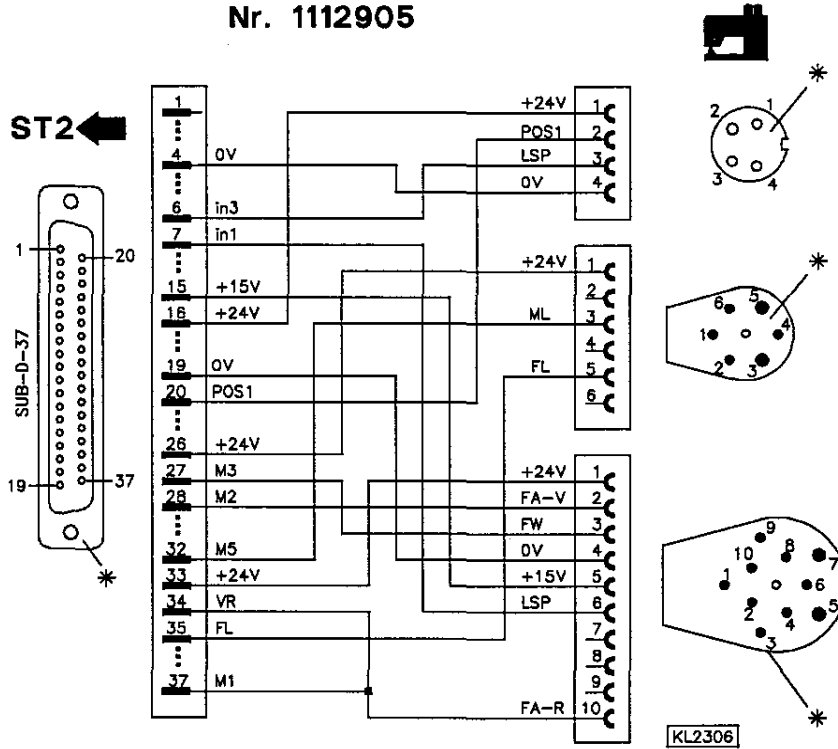 Nr. 1112905
ST2
SUB-D-37
1
20
19
37
1
4 0V
6 in3
7 in1
15 +15V
16 +24V
19 0V
20 POS1
26 +24V
27 M3
28 M2
32 M5
33 +24V
34 VR
35 FL
37 M1
+24V 1
POS1 2
LSP 3
0V 4
+24V 1
2
ML 3
4
FL 5
6
+24V 1
FA-V 2
FW 3
0V 4
+15V 5
LSP 6
7
8
9
FA-R 10
*
2 1
3 4
*
6 5
1 4
2 3
9
10 8 7
1 6
2 4 5
3
*
*
KL2306